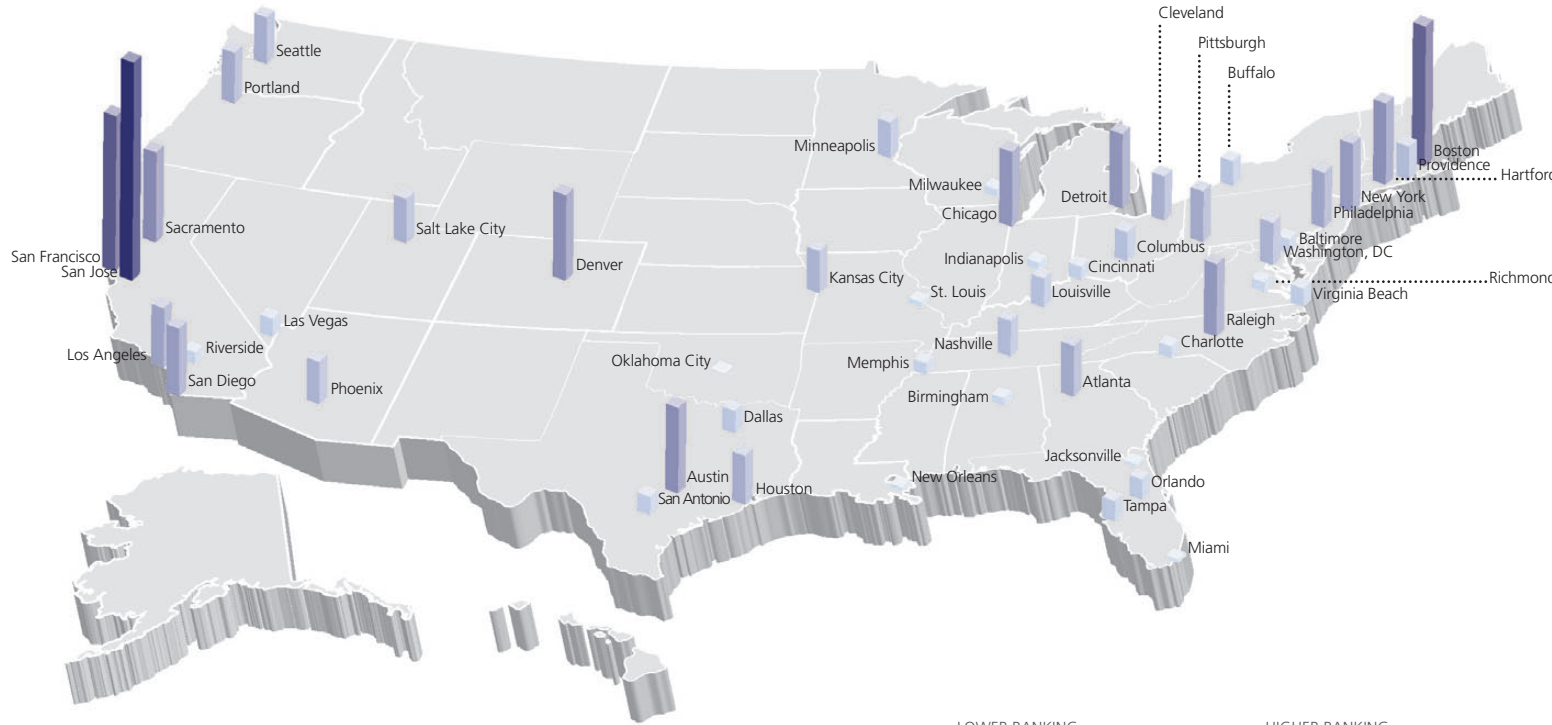 Cleveland
Pittsburgh
Buffalo
Seattle
Portland
Minneapolis
Milwaukee
Chicago
Detroit
Boston
Providence
Hartford
New York
Philadelphia
Sacramento
Salt Lake City
Denver
Columbus
Baltimore
Washington, DC
San Francisco
San Jose
Kansas City
Indianapolis
Cincinnati
Richmond
St. Louis
Louisville
Virginia Beach
Las Vegas
Raleigh
Los Angeles
Riverside
Nashville
Charlotte
Oklahoma City
Memphis
San Diego
Phoenix
Atlanta
Birmingham
Dallas
Jacksonville
Austin
New Orleans
Orlando
San Antonio
Houston
Tampa
Miami
LOWER RANKING
HIGHER RANKING